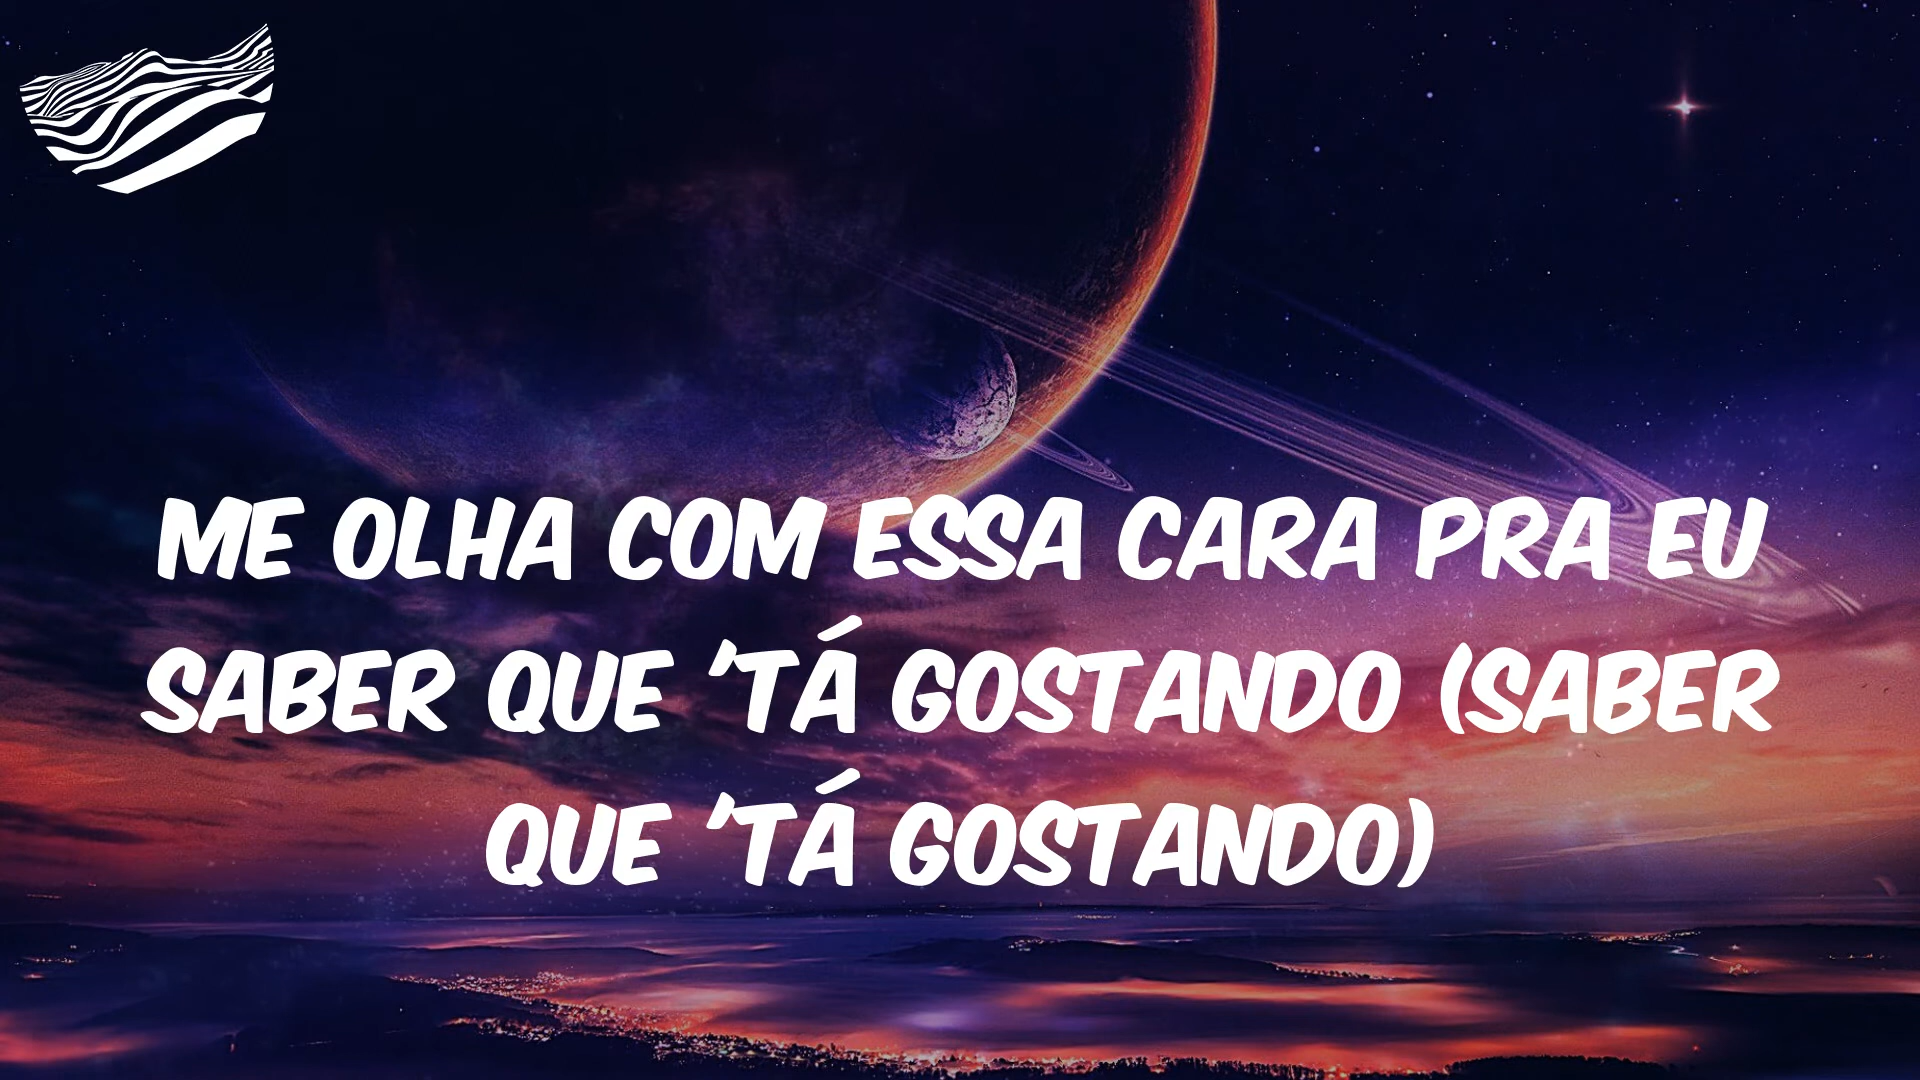 ME OLHA COM ESSA CARA PRA EU
SABER QUE 'TÁ GOSTANDO (SABER
QUE 'TÁ GOSTANDO)